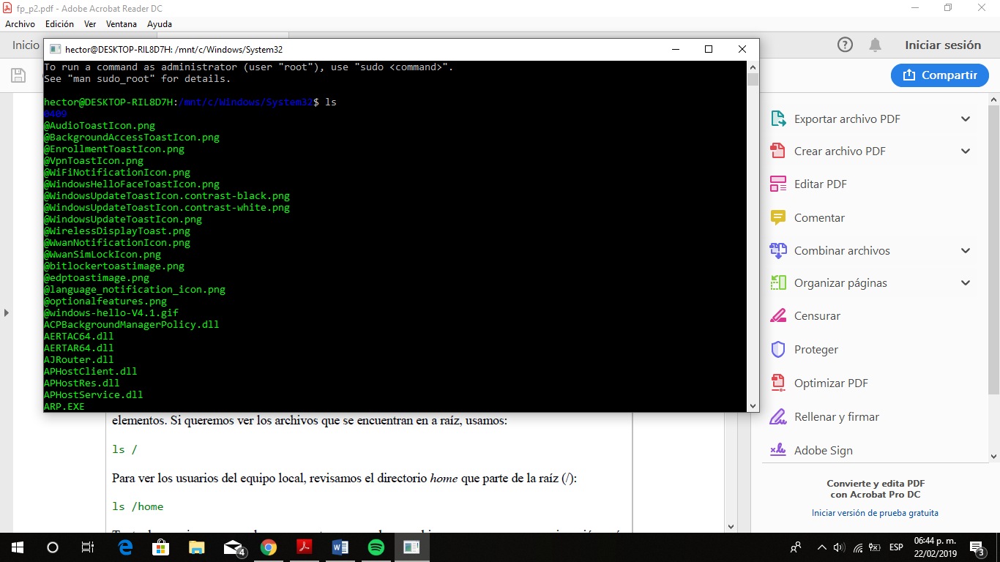 fp_p2.pdf - Adobe Acrobat Reader DC
Archivo Edición Ver Ventana Ayuda
Inicio
Iniciar sesión
Compartir
hector@DESKTOP-RIL8D7H: /mnt/c/Windows/System32
To run a command as administrator (user "root"), use "sudo <command>".
See "man sudo_root" for details.
hector@DESKTOP-RIL8D7H:/mnt/c/Windows/System32$ ls
0409
@AudioToastIcon.png
@BackgroundAccessToastIcon.png
@EnrollmentToastIcon.png
@VpnToastIcon.png
@WiFiNotificationIcon.png
@WindowsHelloFaceToastIcon.png
@WindowsUpdateToastIcon.contrast-black.png
@WindowsUpdateToastIcon.contrast-white.png
@WindowsUpdateToastIcon.png
@WirelessDisplayToast.png
@WwanNotificationIcon.png
@WwanSimLockIcon.png
@bitlockertoastimage.png
@edptoastimage.png
@language_notification_icon.png
@optionalfeatures.png
@windows-hello-V4.1.gif
ACPBackgroundManagerPolicy.dll
AERTAC64.dll
AERTAR64.dll
AJRouter.dll
APHostClient.dll
APHostRes.dll
APHostService.dll
ARP.EXE
elementos. Si queremos ver los archivos que se encuentran en a raíz, usamos:
ls /
Para ver los usuarios del equipo local, revisamos el directorio home que parte de la raíz (/):
ls /home
Exportar archivo PDF
Crear archivo PDF
Editar PDF
Comentar
Combinar archivos
Organizar páginas
Censurar
Proteger
Optimizar PDF
Rellenar y firmar
Adobe Sign
Convierte y edita PDF
con Acrobat Pro DC
Iniciar versión de prueba gratuita
4
ESP
06:44 p. m.
22/02/2019
3